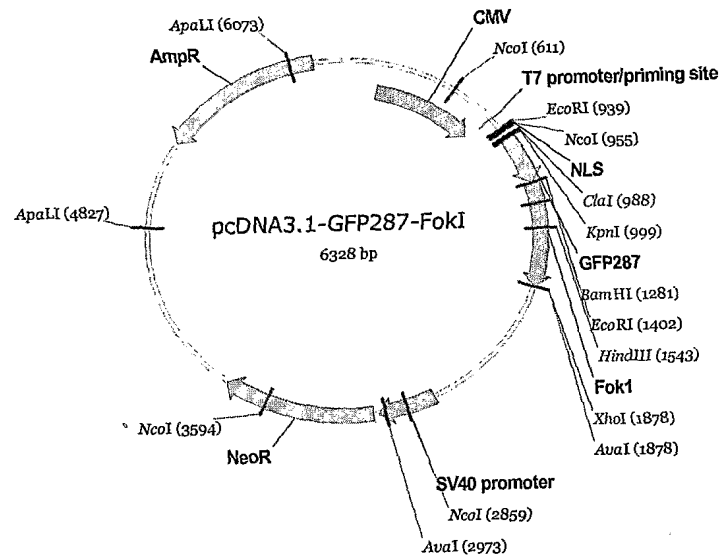 CMV
ApaLI (6073)
NcoI (611)
AmpR
T7 promoter/priming site
EcoRI (939)
NcoI (955)
NLS
ClaI (988)
ApaLI (4827)
pcDNA3.1-GFP287-FokI
KpnI (999)
6328 bp
GFP287
BamHI (1281)
EcoRI (1402)
HindIII (1543)
Fok1
XhoI (1878)
NcoI (3594)
AvaI (1878)
NeoR
SV40 promoter
NcoI (2859)
AvaI (2973)